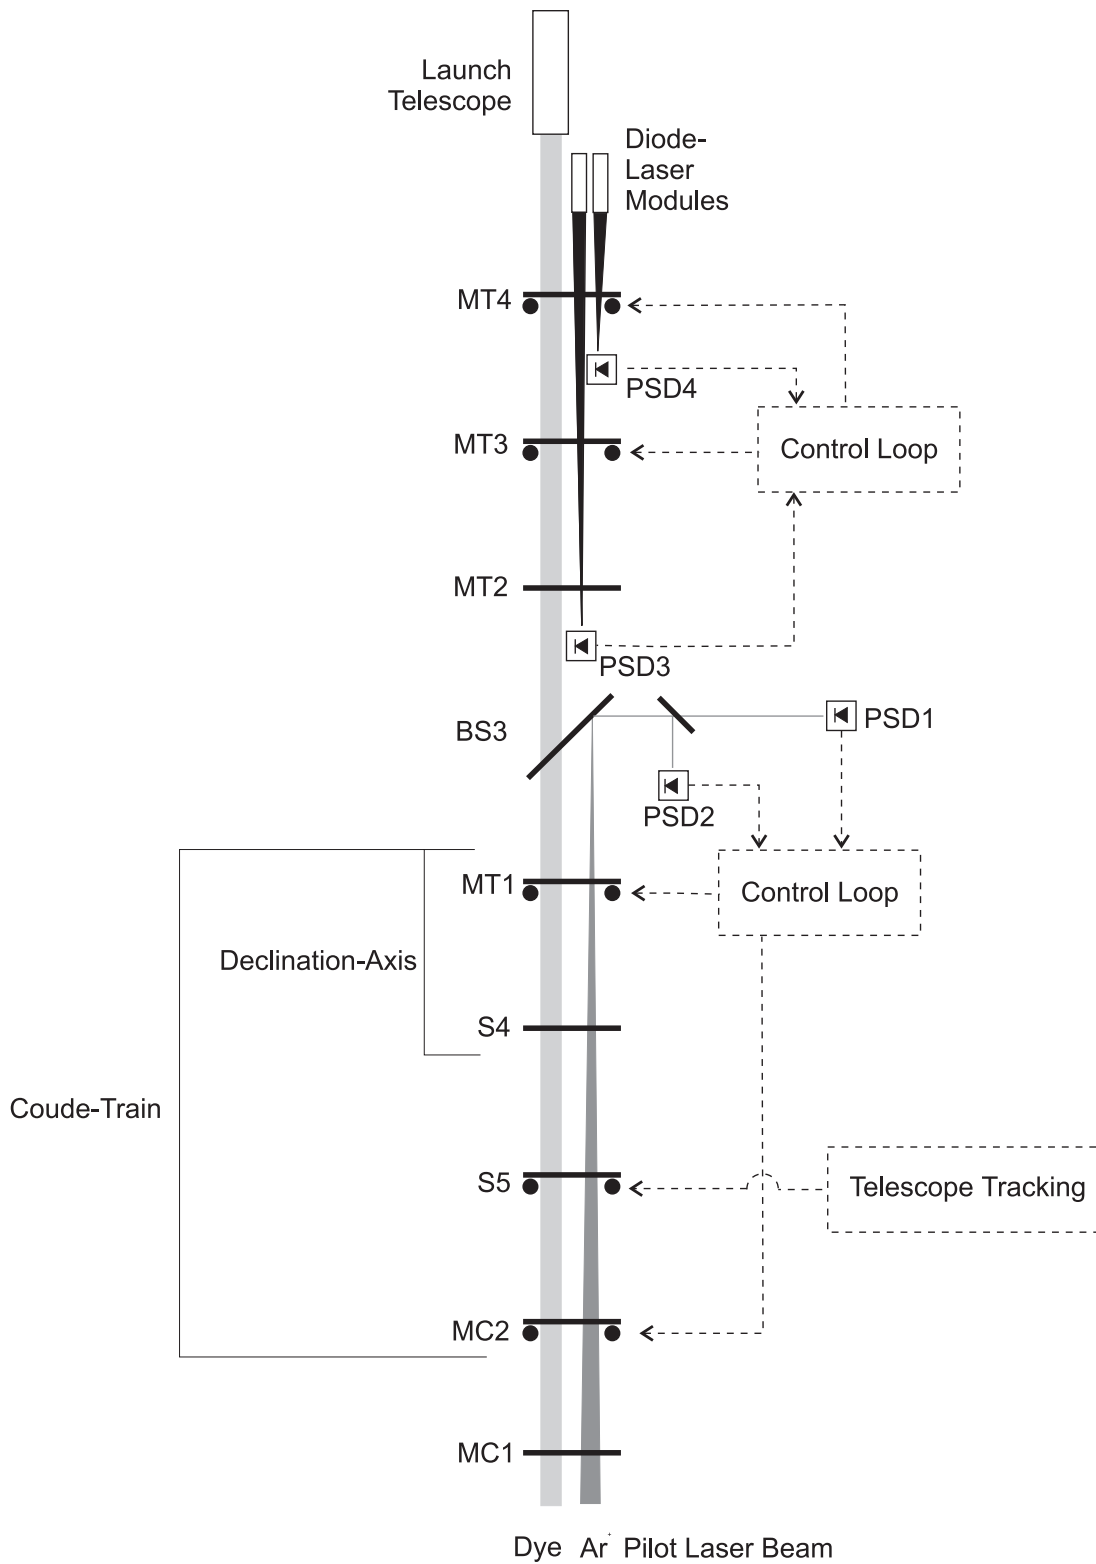 Launch
Telescope
Diode-
Laser
Modules
MT4
PSD4
MT3
Control Loop
MT2
PSD3
BS3
PSD1
PSD2
MT1
Control Loop
Declination-Axis
S4
Coude-Train
S5
Telescope Tracking
MC2
MC1
Dye Ar⁺ Pilot Laser Beam